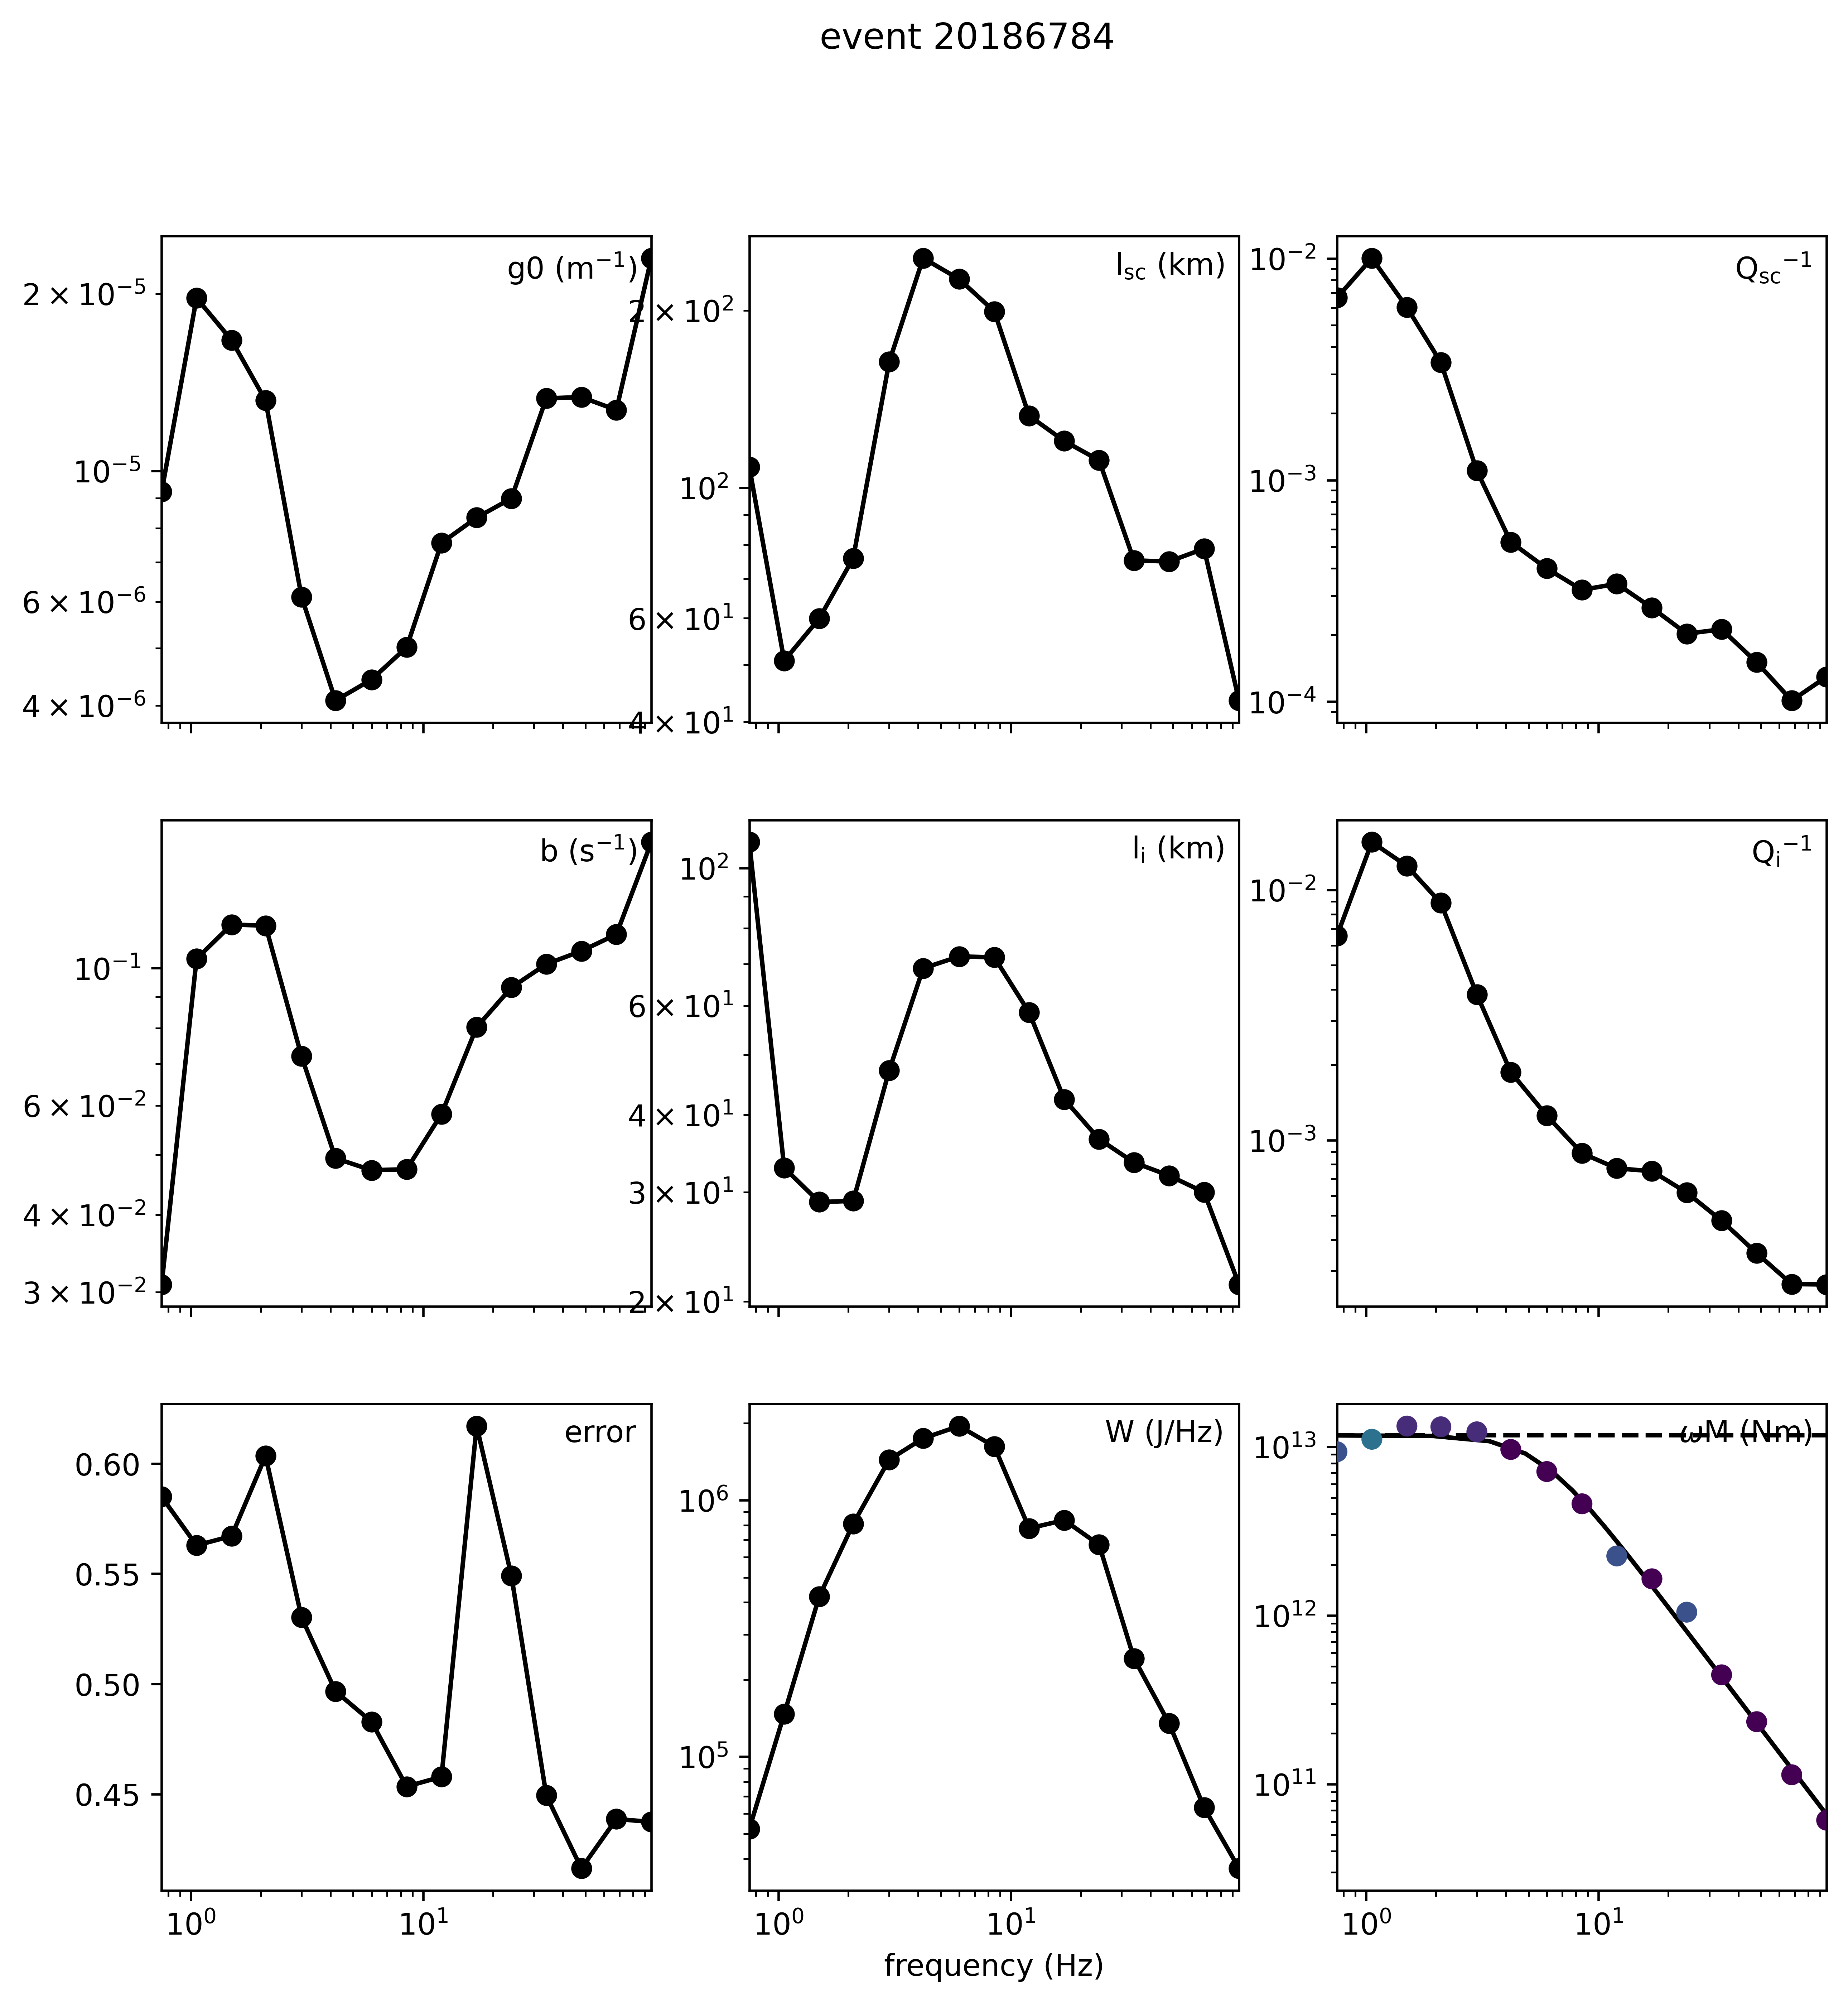 event 20186784
g0 (m⁻¹)
2 × 10⁻⁵
10⁻⁵
6 × 10⁻⁶
4 × 10⁻⁶
l_sc (km)
2 × 10²
10²
6 × 10¹
4 × 10¹
Q_sc⁻¹
10⁻²
10⁻³
10⁻⁴
b (s⁻¹)
10⁻¹
6 × 10⁻²
4 × 10⁻²
3 × 10⁻²
l_i (km)
10²
6 × 10¹
4 × 10¹
3 × 10¹
2 × 10¹
Q_i⁻¹
10⁻²
10⁻³
error
0.60
0.55
0.50
0.45
10⁰ 10¹
W (J/Hz)
10⁶
10⁵
10⁰ 10¹
ωM (Nm)
10¹³
10¹²
10¹¹
10⁰ 10¹
frequency (Hz)